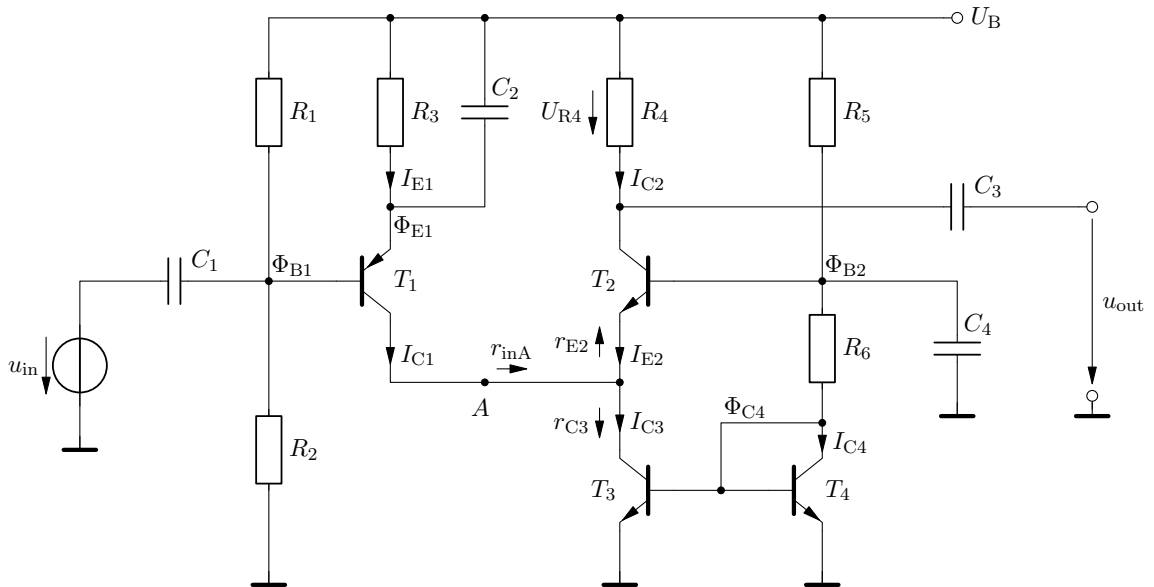 U_B
C_2
R_1
R_3
U_R4
R_4
R_5
I_E1
I_C2
C_3
Φ_E1
C_1
Φ_B1
T_1
T_2
Φ_B2
u_out
C_4
u_in
I_C1
r_inA
r_E2
I_E2
R_6
A
Φ_C4
r_C3
I_C3
I_C4
R_2
T_3
T_4